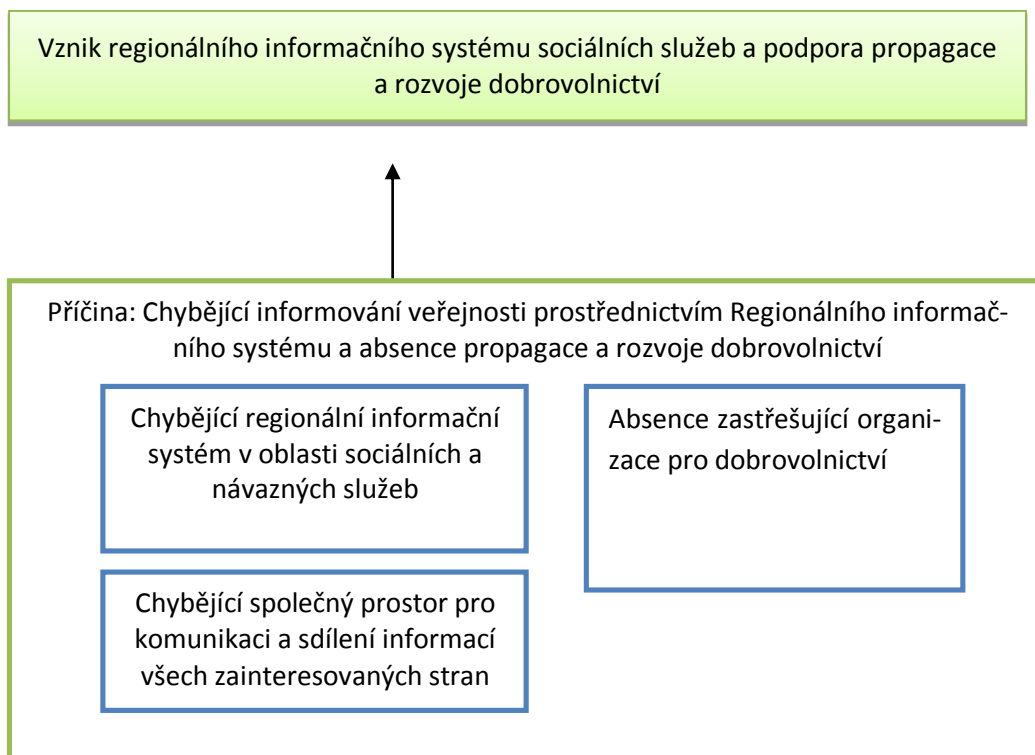 Vznik regionálního informačního systému sociálních služeb a podpora propagace
a rozvoje dobrovolnictví
Příčina: Chybějící informování veřejnosti prostřednictvím Regionálního informač-
ního systému a absence propagace a rozvoje dobrovolnictví
Chybějící regionální informační
systém v oblasti sociálních a
návazných služeb
Absence zastřešující organi-
zace pro dobrovolnictví
Chybějící společný prostor pro
komunikaci a sdílení informací
všech zainteresovaných stran